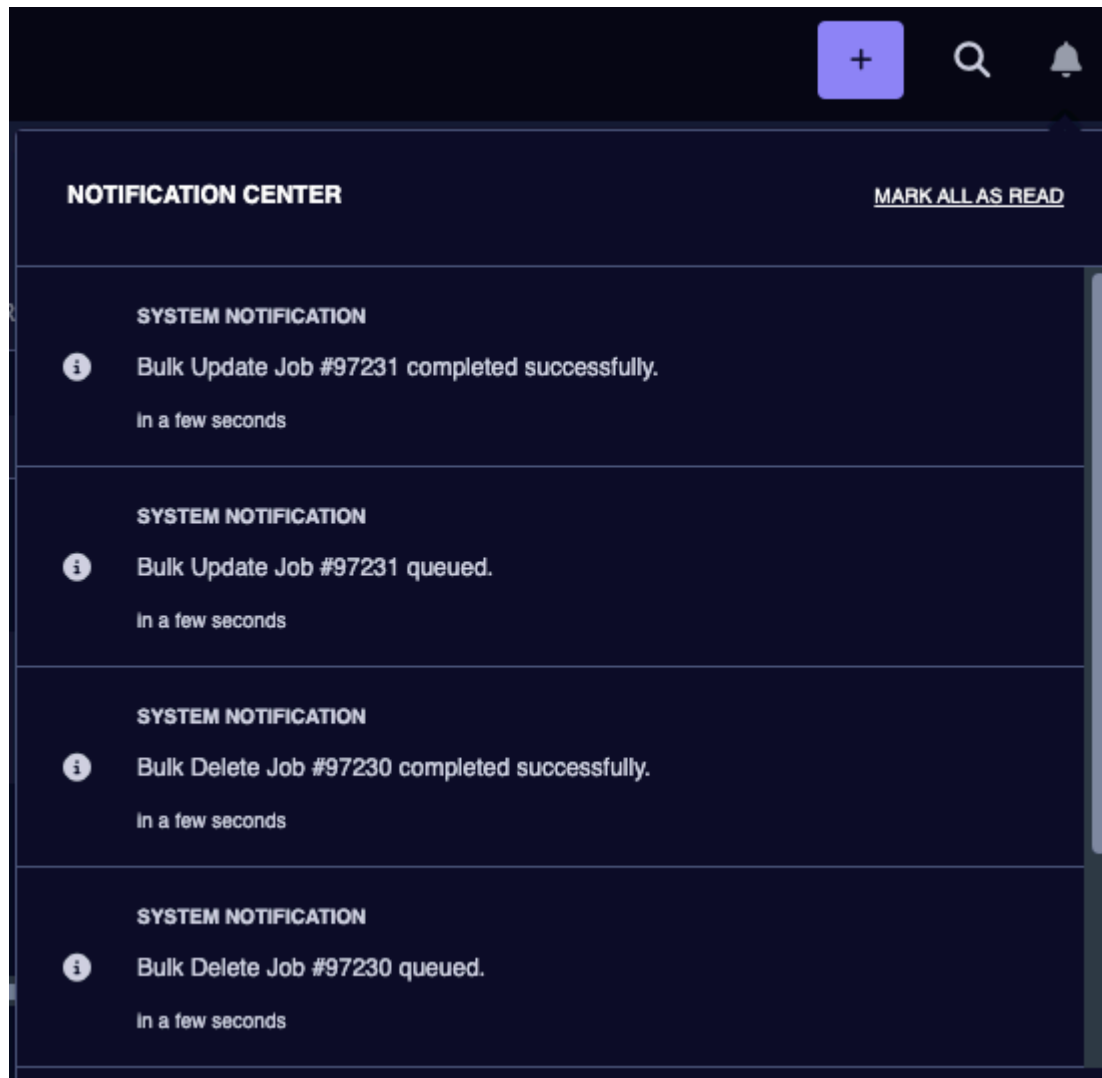 +
NOTIFICATION CENTER
MARK ALL AS READ
SYSTEM NOTIFICATION
Bulk Update Job #97231 completed successfully.
in a few seconds
SYSTEM NOTIFICATION
Bulk Update Job #97231 queued.
in a few seconds
SYSTEM NOTIFICATION
Bulk Delete Job #97230 completed successfully.
in a few seconds
SYSTEM NOTIFICATION
Bulk Delete Job #97230 queued.
in a few seconds